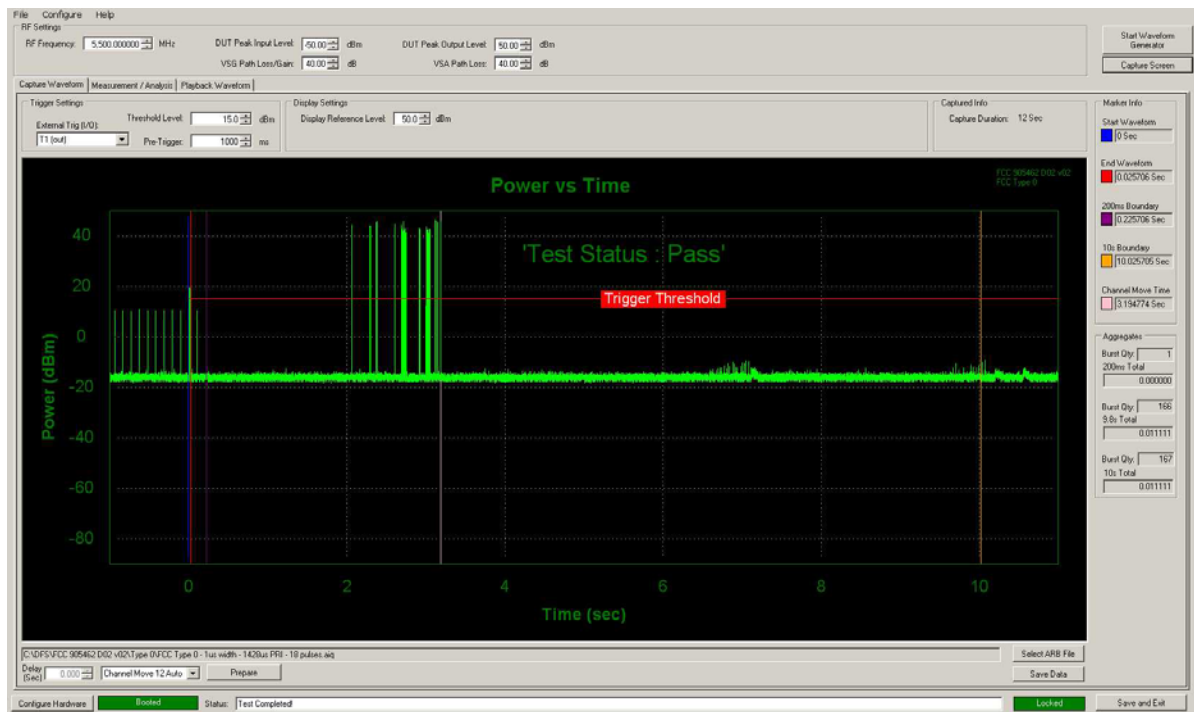 File Configure Help
RF Settings
RF Frequency: 5,500.000000 MHz
DUT Peak Input Level: -50.00 dBm
DUT Peak Output Level: 50.00 dBm
VSG Path Loss/Gain: 40.00 dB
VSA Path Loss: 40.00 dB
Start Waveform
Generator
Capture Screen
Capture Waveform Measurement / Analysis Playback Waveform
Trigger Settings
External Trig (I/O):
T1 (out)
Threshold Level: 15.0 dBm
Pre-Trigger: 1000 ms
Display Settings
Display Reference Level: 50.0 dBm
Captured Info
Capture Duration: 12 Sec
Power vs Time
FCC 905462 D02 v02
FCC Type 0
'Test Status : Pass'
Trigger Threshold
40
20
0
-20
-40
-60
-80
Power (dBm)
0 2 4 6 8 10
Time (sec)
Marker Info
Start Waveform
0 Sec
End Waveform
0.025706 Sec
200ms Boundary
0.225706 Sec
10s Boundary
10.025705 Sec
Channel Move Time
3.194774 Sec
Aggregates
Burst Qty: 1
200ms Total
0.000000
Burst Qty: 166
9.8s Total
0.011111
Burst Qty: 167
10s Total
0.011111
C:\DFS\FCC 905462 D02 v02\Type 0\FCC Type 0 - 1us width - 1428us PRI - 18 pulses.aiq
Select ARB File
Delay
(Sec) 0.000
Channel Move 12 Auto
Prepare
Save Data
Configure Hardware
Booted
Status: Test Completed!
Locked
Save and Exit